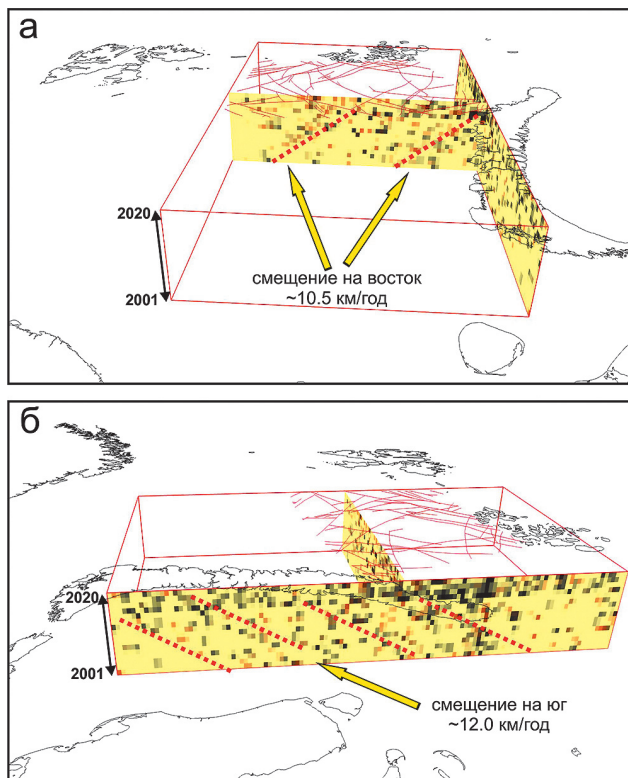 а
2020
2001
смещение на восток
~10.5 км/год
б
2020
2001
смещение на юг
~12.0 км/год